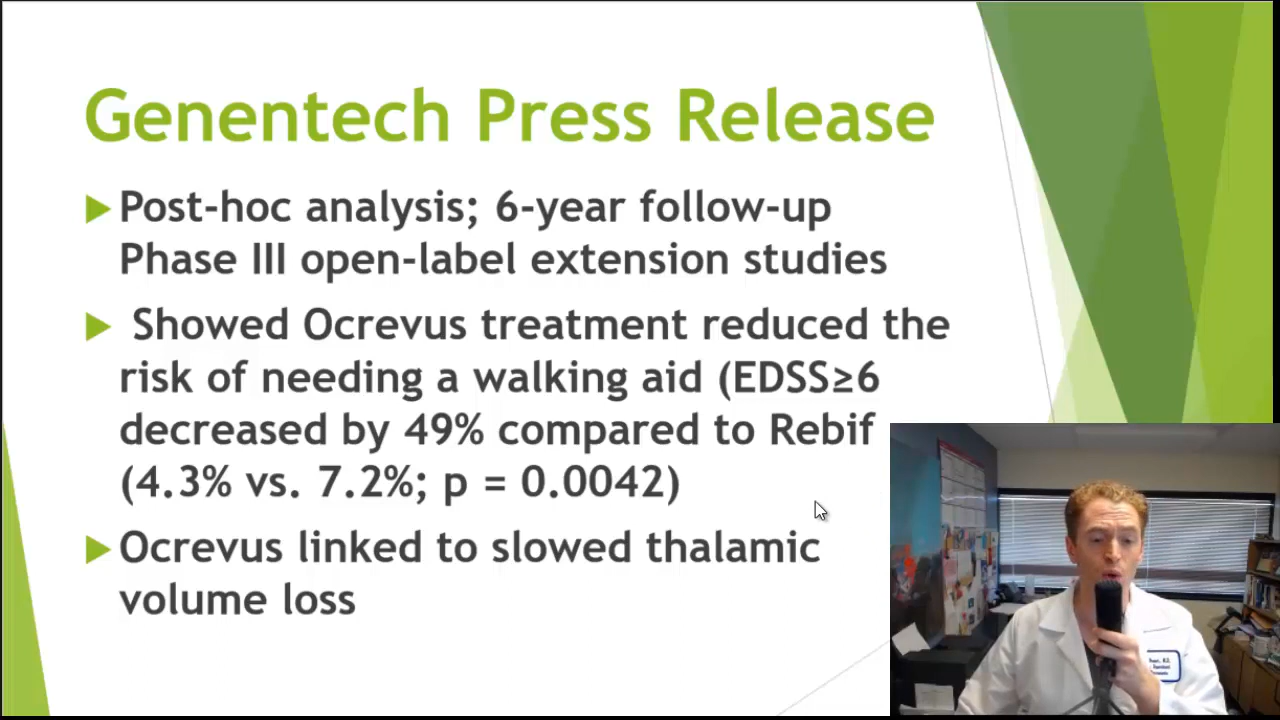 Genentech Press Release
Post-hoc analysis; 6-year follow-up
Phase III open-label extension studies
Showed Ocrevus treatment reduced the
risk of needing a walking aid (EDSS≥6
decreased by 49% compared to Rebif
(4.3% vs. 7.2%; p = 0.0042)
Ocrevus linked to slowed thalamic
volume loss